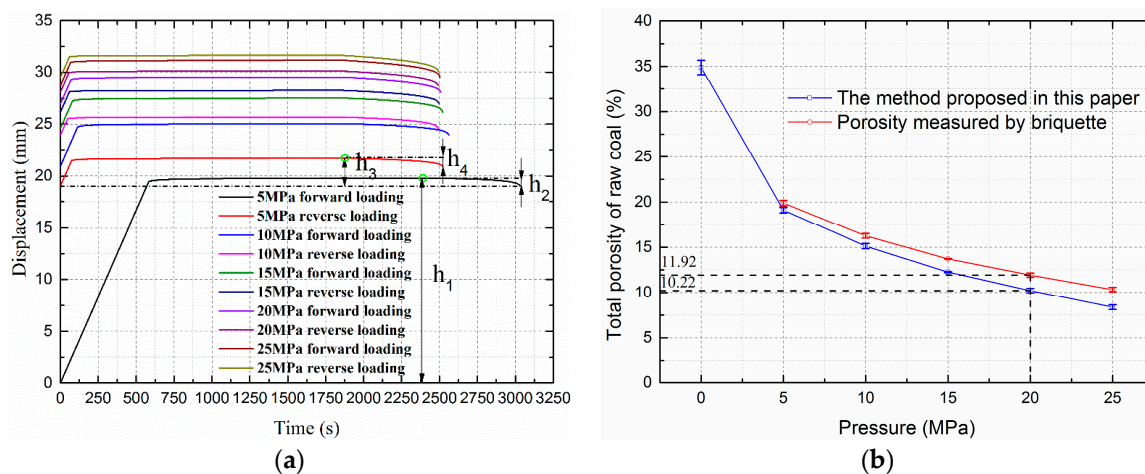 35
30
25
20
15
10
5
0
Displacement (mm)
h3
h4
h2
h1
5MPa forward loading
5MPa reverse loading
10MPa forward loading
10MPa reverse loading
15MPa forward loading
15MPa reverse loading
20MPa forward loading
20MPa reverse loading
25MPa forward loading
25MPa reverse loading
0 250 500 750 1000 1250 1500 1750 2000 2250 2500 2750 3000 3250
Time (s)
(a)
40
35
30
25
20
15
10
5
0
Total porosity of raw coal (%)
The method proposed in this paper
Porosity measured by briquette
11.92
10.22
0 5 10 15 20 25
Pressure (MPa)
(b)